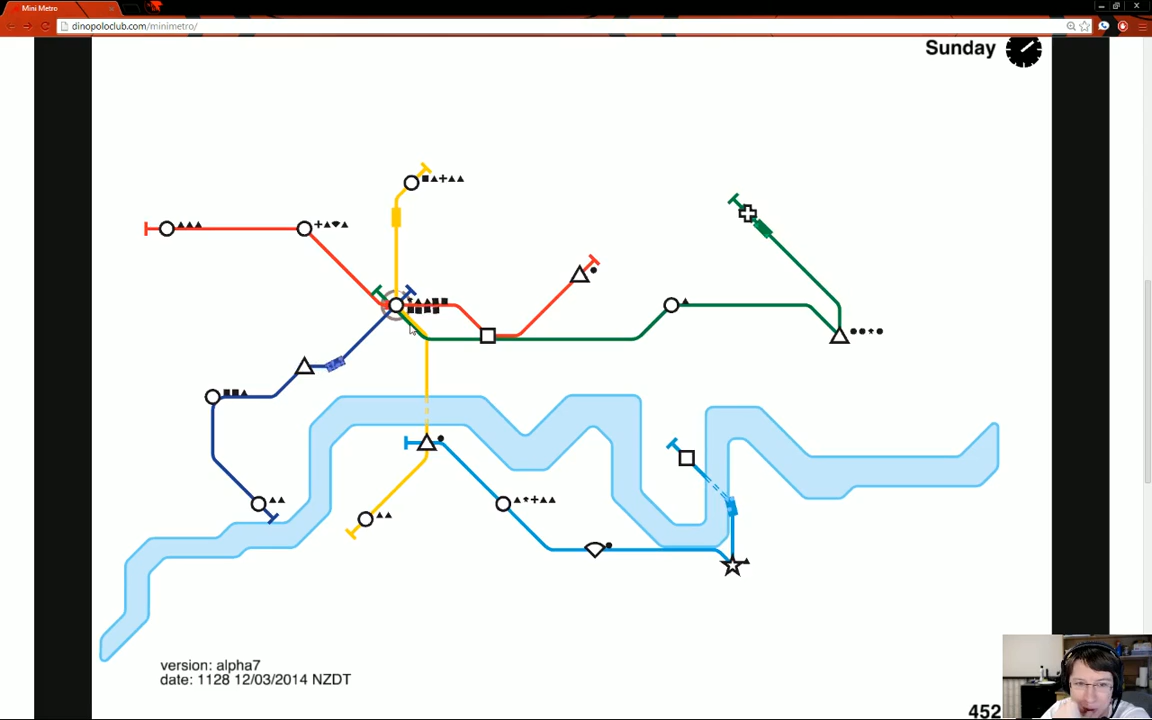 Mini Metro
dinopoloclub.com/minimetro/
Sunday
version: alpha7
date: 1128 12/03/2014 NZDT
452